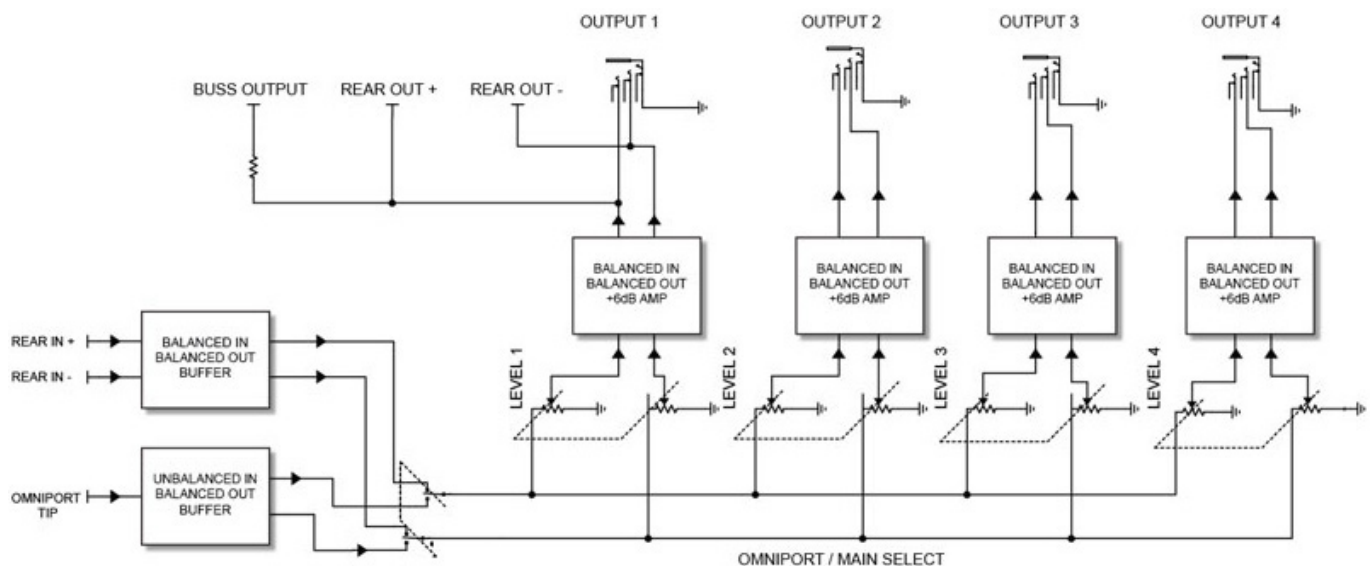 OUTPUT 1
OUTPUT 2
OUTPUT 3
OUTPUT 4
BUSS OUTPUT
REAR OUT +
REAR OUT -
BALANCED IN
BALANCED OUT
+6dB AMP
BALANCED IN
BALANCED OUT
+6dB AMP
BALANCED IN
BALANCED OUT
+6dB AMP
BALANCED IN
BALANCED OUT
+6dB AMP
REAR IN +
REAR IN -
BALANCED IN
BALANCED OUT
BUFFER
LEVEL 1
LEVEL 2
LEVEL 3
LEVEL 4
OMNIPORT
TIP
UNBALANCED IN
BALANCED OUT
BUFFER
OMNIPORT / MAIN SELECT